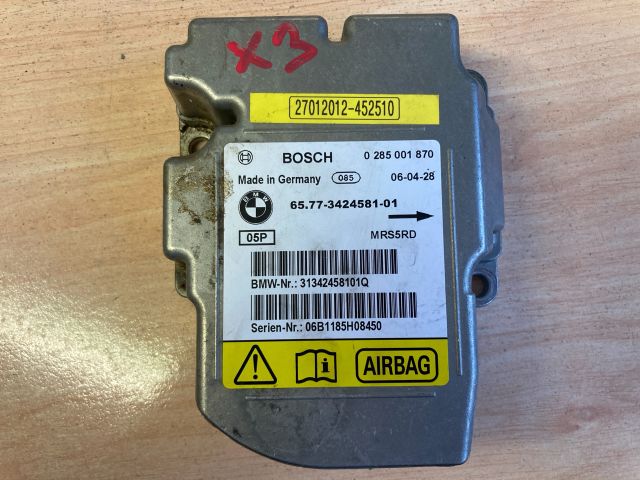 X3
27012012-452510
BOSCH 0 285 001 870
Made in Germany 085 06-04-28
BMW 65.77-3424581-01
05P MRS5RD
BMW-Nr.: 31342458101Q
Serien-Nr.: 06B1185H08450
AIRBAG